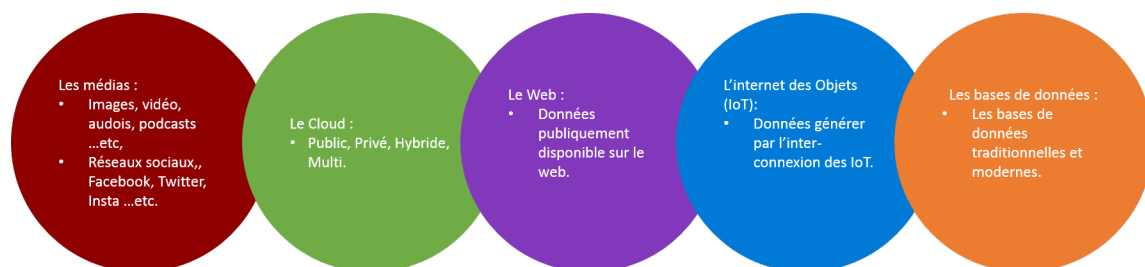 Les médias :
• Images, vidéo,
audois, podcasts
...etc,
• Réseaux sociaux,,
Facebook, Twitter,
Insta ...etc.
Le Cloud :
• Public, Privé, Hybride,
Multi.
Le Web :
• Données
publiquement
disponible sur le
web.
L'internet des Objets
(IoT):
• Données générer
par l'inter-
connexion des IoT.
Les bases de données :
• Les bases de
données
traditionnelles et
modernes.